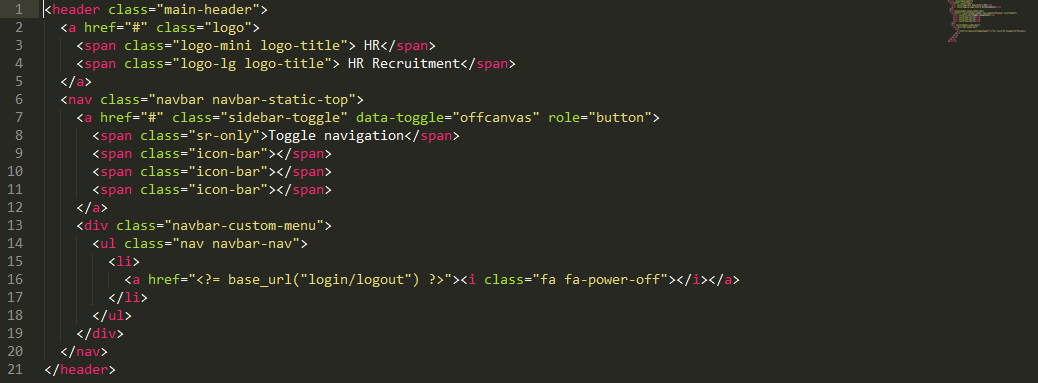 1 <header class="main-header">
2   <a href="#" class="logo">
3     <span class="logo-mini logo-title"> HR</span>
4     <span class="logo-lg logo-title"> HR Recruitment</span>
5   </a>
6   <nav class="navbar navbar-static-top">
7     <a href="#" class="sidebar-toggle" data-toggle="offcanvas" role="button">
8       <span class="sr-only">Toggle navigation</span>
9       <span class="icon-bar"></span>
10       <span class="icon-bar"></span>
11       <span class="icon-bar"></span>
12     </a>
13     <div class="navbar-custom-menu">
14       <ul class="nav navbar-nav">
15         <li>
16           <a href="<?= base_url("login/logout") ?>"><i class="fa fa-power-off"></i></a>
17         </li>
18       </ul>
19     </div>
20   </nav>
21 </header>